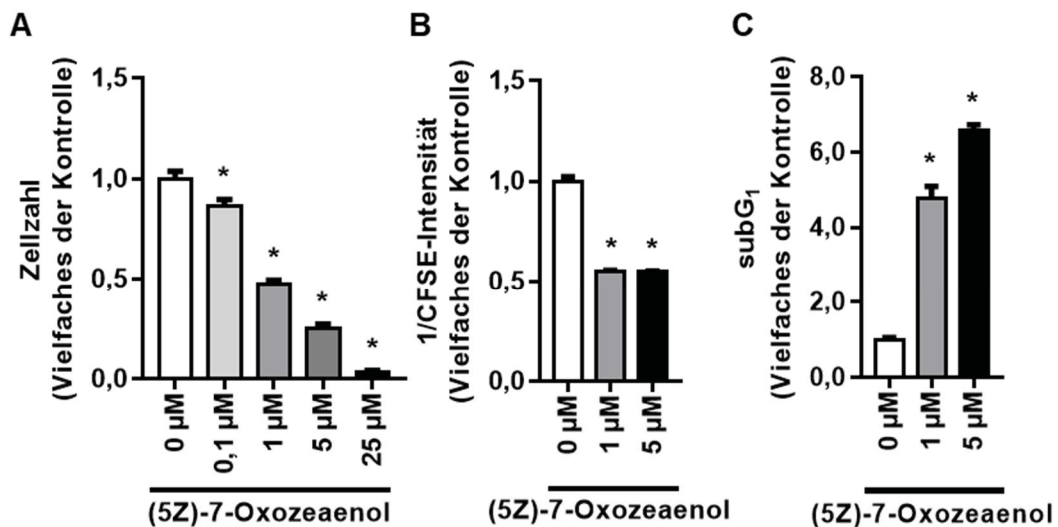 A
Zellzahl
(Vielfaches der Kontrolle)
1,5
1,0
0,5
0,0
*
*
*
*
0 µM
0,1 µM
1 µM
5 µM
25 µM
(5Z)-7-Oxozeaenol
B
1/CFSE-Intensität
(Vielfaches der Kontrolle)
1,5
1,0
0,5
0,0
*
*
0 µM
1 µM
5 µM
(5Z)-7-Oxozeaenol
C
subG₁
(Vielfaches der Kontrolle)
8,0
6,0
4,0
2,0
0,0
*
*
0 µM
1 µM
5 µM
(5Z)-7-Oxozeaenol